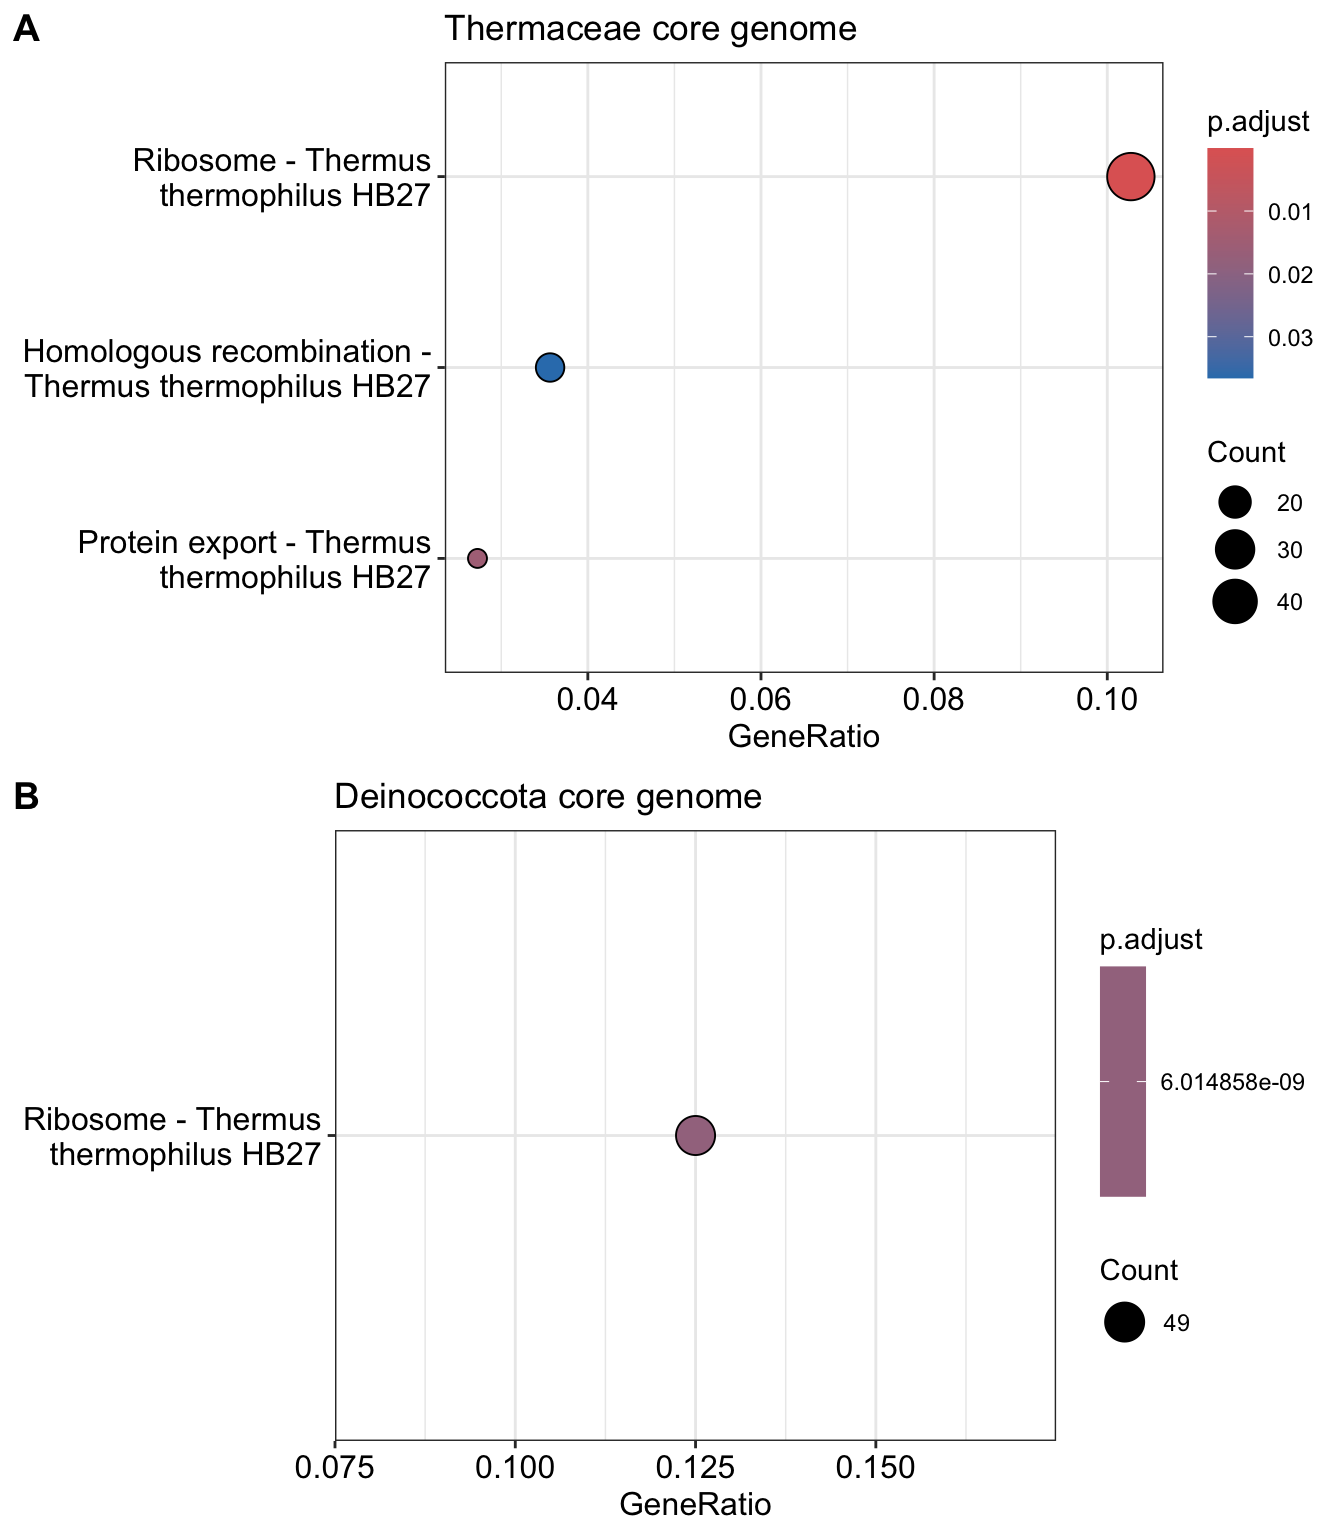 A
Thermaceae core genome
Ribosome - Thermus
thermophilus HB27
Homologous recombination -
Thermus thermophilus HB27
Protein export - Thermus
thermophilus HB27
0.04
0.06
0.08
0.10
GeneRatio
p.adjust
0.01
0.02
0.03
Count
20
30
40
B
Deinococcota core genome
Ribosome - Thermus
thermophilus HB27
0.075
0.100
0.125
0.150
GeneRatio
p.adjust
6.014858e-09
Count
49